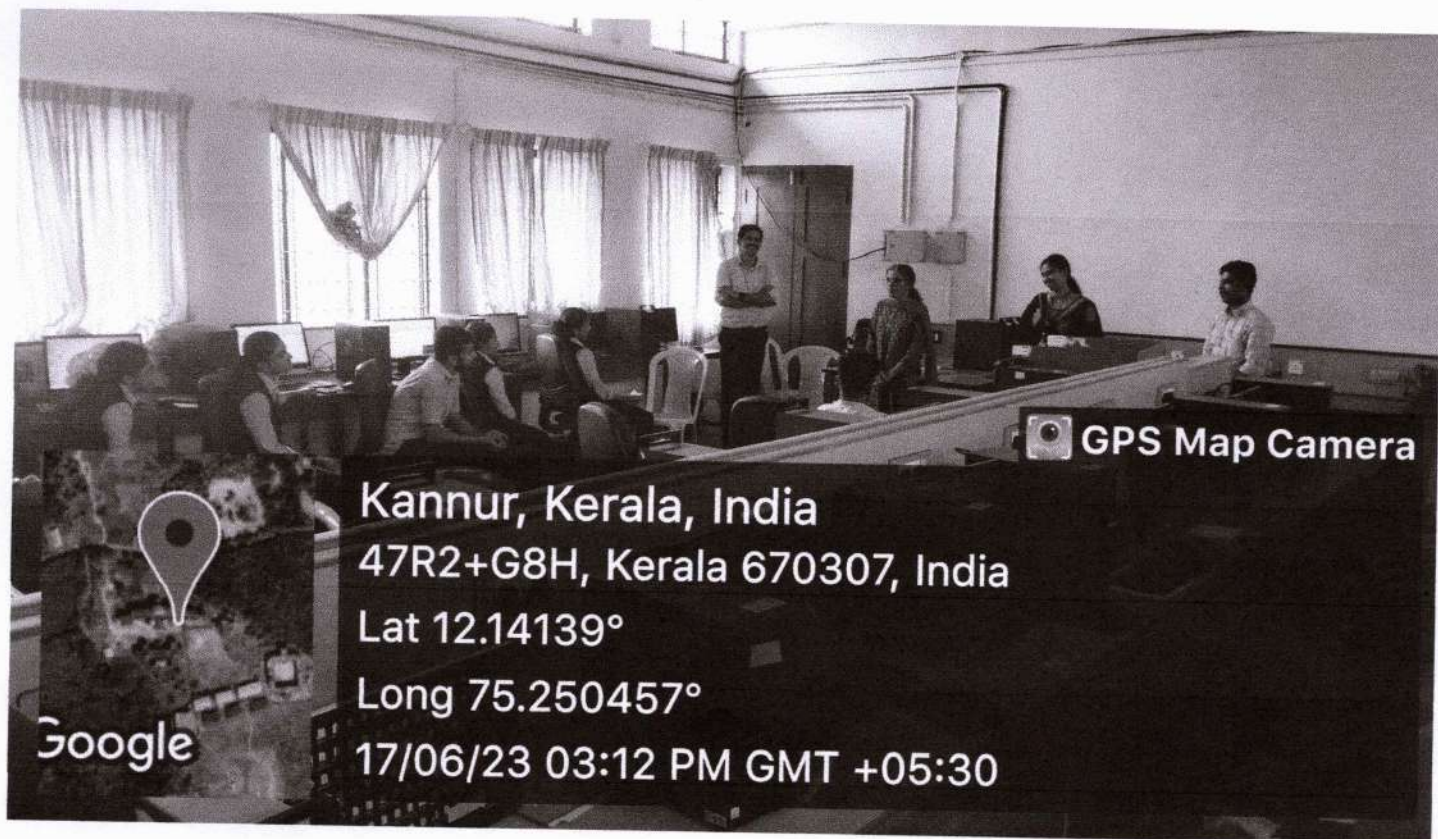 GPS Map Camera
Kannur, Kerala, India
47R2+G8H, Kerala 670307, India
Lat 12.14139°
Long 75.250457°
17/06/23 03:12 PM GMT +05:30
Google